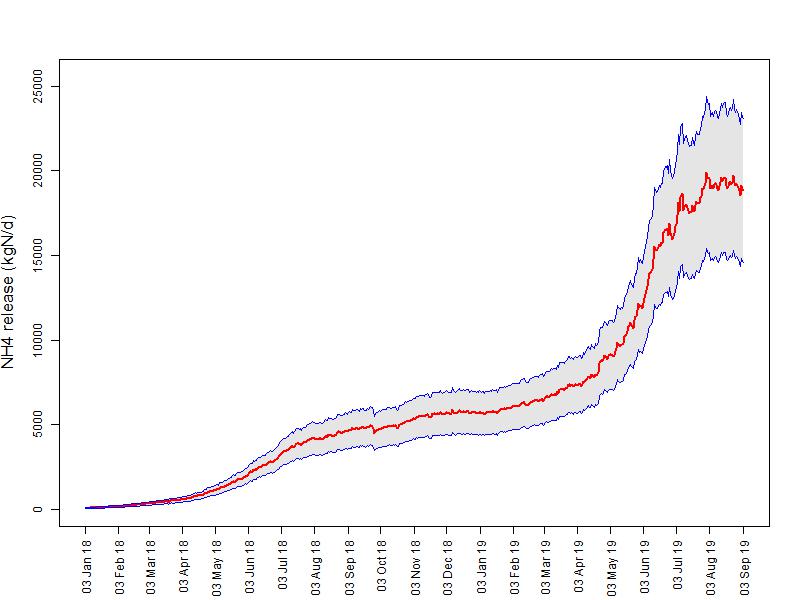 NH4 release (kgN/d)
25000
20000
15000
10000
5000
0
03 Jan 18
03 Feb 18
03 Mar 18
03 Apr 18
03 May 18
03 Jun 18
03 Jul 18
03 Aug 18
03 Sep 18
03 Oct 18
03 Nov 18
03 Dec 18
03 Jan 19
03 Feb 19
03 Mar 19
03 Apr 19
03 May 19
03 Jun 19
03 Jul 19
03 Aug 19
03 Sep 19